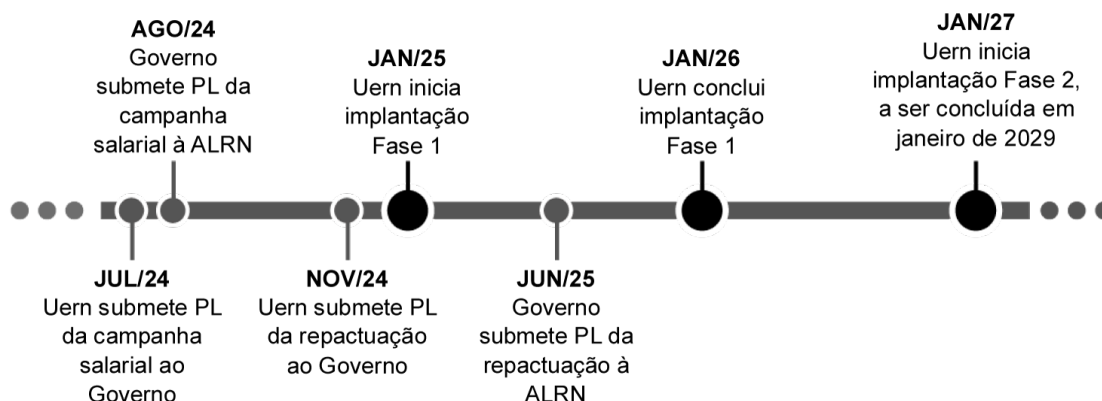 AGO/24
Governo
submete PL da
campanha
salarial à ALRN
JAN/25
Uern inicia
implantação
Fase 1
JAN/26
Uern conclui
implantação
Fase 1
JAN/27
Uern inicia
implantação Fase 2,
a ser concluída em
janeiro de 2029
JUL/24
Uern submete PL
da campanha
salarial ao
Governo
NOV/24
Uern submete PL
da repactuação
ao Governo
JUN/25
Governo
submete PL da
repactuação à
ALRN